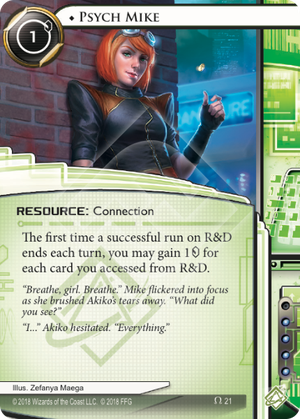 1
♦ Psych Mike
RESOURCE: Connection
The first time a successful run on R&D
ends each turn, you may gain 1 for
each card you accessed from R&D.
"Breathe, girl. Breathe." Mike flickered into focus
as she brushed Akiko's tears away. "What did
you see?"
"I..." Akiko hesitated. "Everything."
Illus. Zefanya Maega
© 2018 Wizards of the Coast LLC. © 2018 FFG
Ω 21